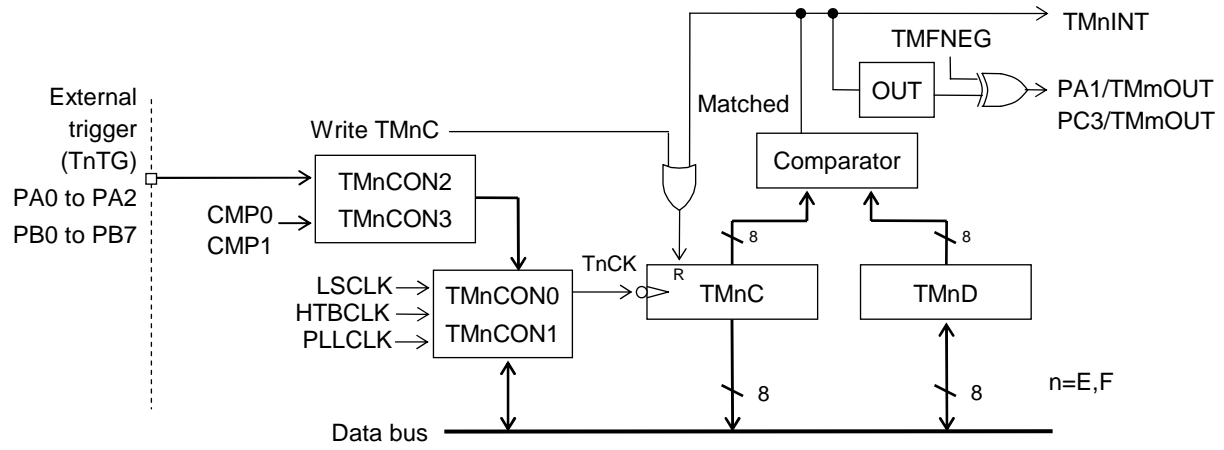 TMnINT
TMFNEG
OUT
PA1/TMmOUT
PC3/TMmOUT
External
trigger
(TnTG)
PA0 to PA2
PB0 to PB7
Matched
Write TMnC
Comparator
TMnCON2
TMnCON3
CMP0
CMP1
8
8
TnCK
R
LSCLK
HTBCLK
PLLCLK
TMnCON0
TMnCON1
TMnC
TMnD
8
8
n=E,F
Data bus